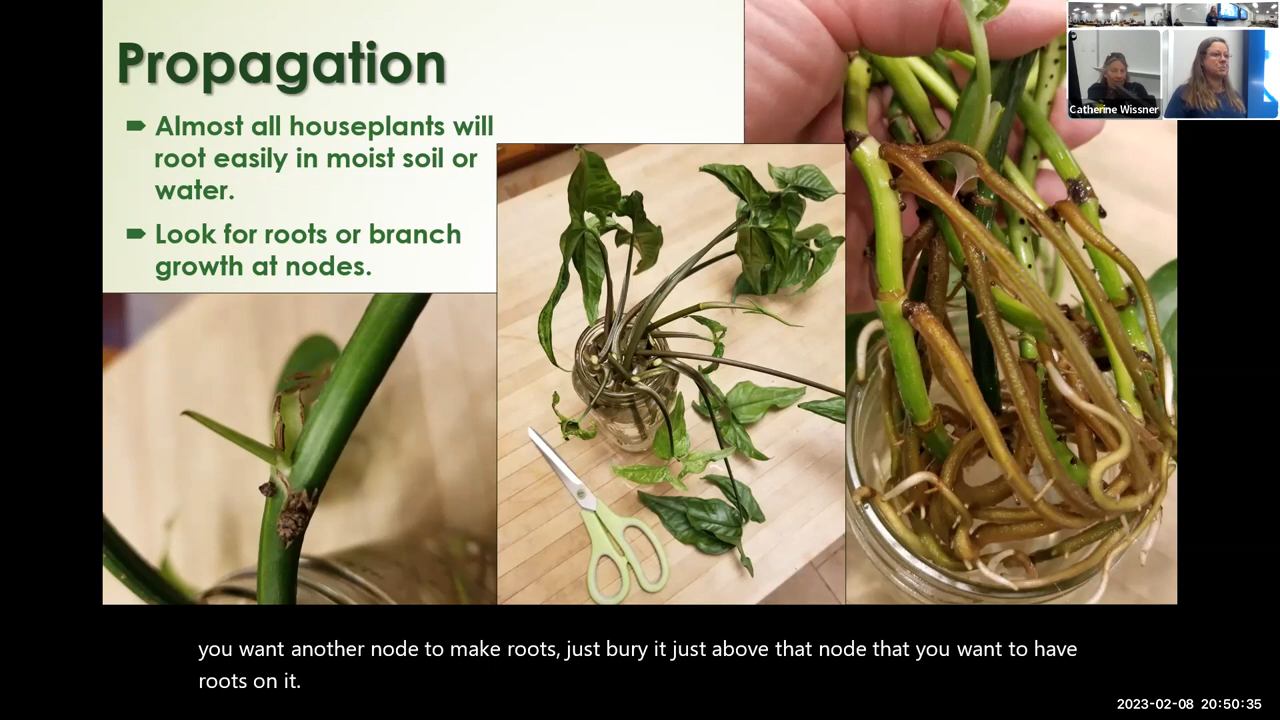 Propagation
Almost all houseplants will
root easily in moist soil or
water.
Look for roots or branch
growth at nodes.
Catherine Wissner
you want another node to make roots, just bury it just above that node that you want to have
roots on it.
2023-02-08 20:50:35